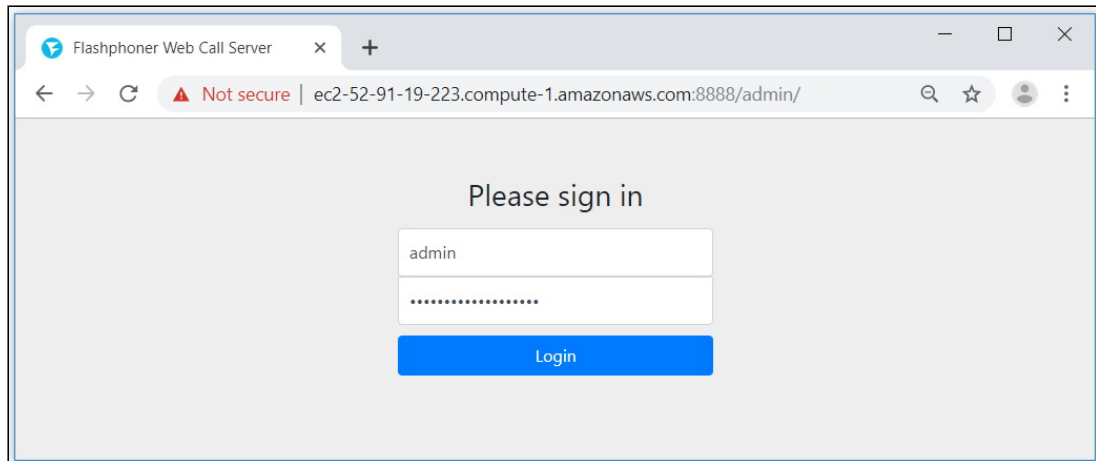 Flashphoner Web Call Server
Not secure | ec2-52-91-19-223.compute-1.amazonaws.com:8888/admin/
Please sign in
admin
•••••••••••••••••••
Login